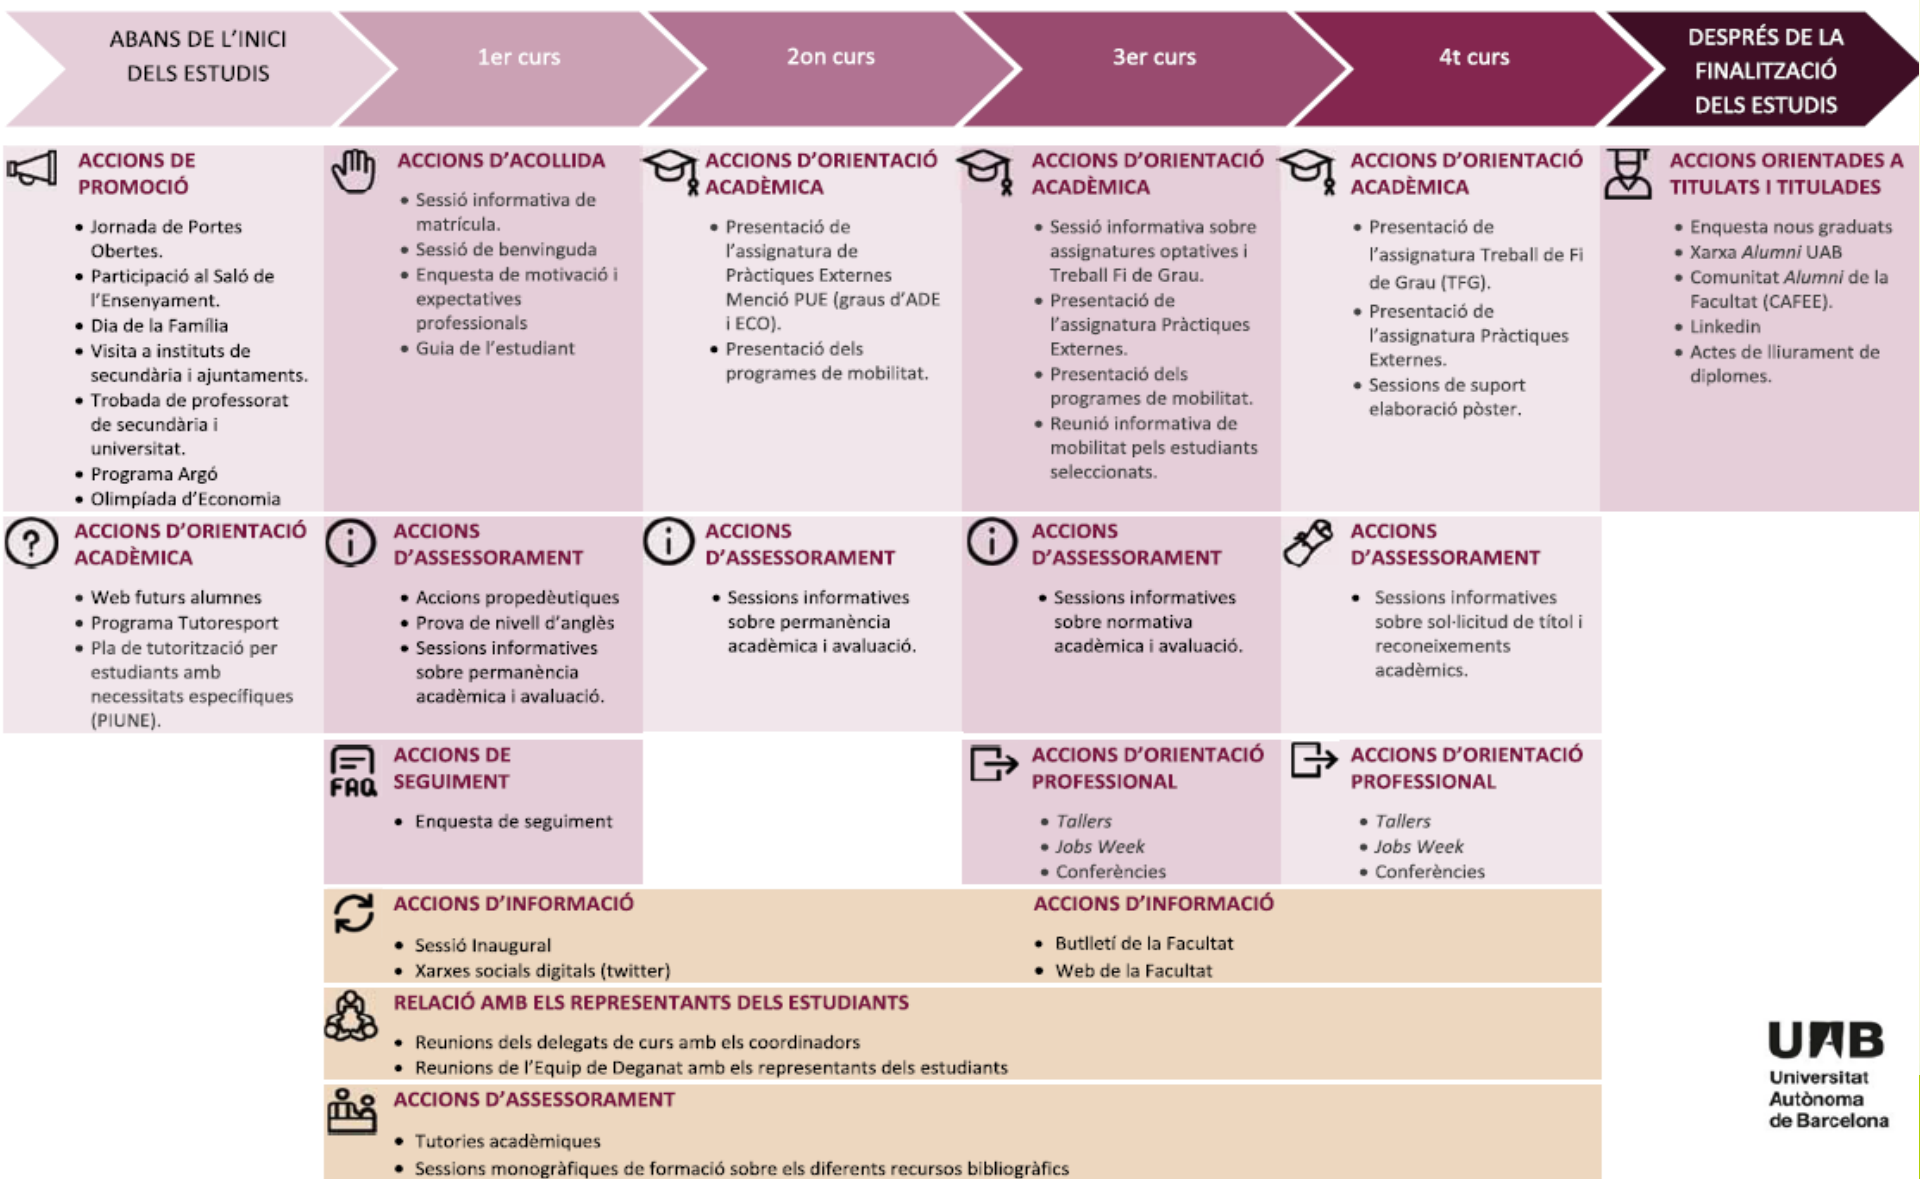 ABANS DE L'INICI
DELS ESTUDIS
1er curs
2on curs
3er curs
4t curs
DESPRÉS DE LA
FINALITZACIÓ
DELS ESTUDIS
ACCIONS DE
PROMOCIÓ
• Jornada de Portes
Obertes.
• Participació al Saló de
l'Ensenyament.
• Dia de la Família
• Visita a instituts de
secundària i ajuntaments.
• Trobada de professorat
de secundària i
universitat.
• Programa Argó
• Olimpíada d'Economia
ACCIONS D'ACOLLIDA
• Sessió informativa de
matrícula.
• Sessió de benvinguda
• Enquesta de motivació i
expectatives
professionals
• Guia de l'estudiant
ACCIONS D'ORIENTACIÓ
ACADÈMICA
• Presentació de
l'assignatura de
Pràctiques Externes
Menció PUE (graus d'ADE
i ECO).
• Presentació dels
programes de mobilitat.
ACCIONS D'ORIENTACIÓ
ACADÈMICA
• Sessió informativa sobre
assignatures optatives i
Treball Fi de Grau.
• Presentació de
l'assignatura Pràctiques
Externes.
• Presentació dels
programes de mobilitat.
• Reunió informativa de
mobilitat pels estudiants
seleccionats.
ACCIONS D'ORIENTACIÓ
ACADÈMICA
• Presentació de
l'assignatura Treball de Fi
de Grau (TFG).
• Presentació de
l'assignatura Pràctiques
Externes.
• Sessions de suport
elaboració pòster.
ACCIONS ORIENTADES A
TITULATS I TITULADES
• Enquesta nous graduats
• Xarxa Alumni UAB
• Comunitat Alumni de la
Facultat (CAFEE).
• Linkedin
• Actes de lliurament de
diplomes.
ACCIONS D'ORIENTACIÓ
ACADÈMICA
• Web futurs alumnes
• Programa Tutoresport
• Pla de tutorització per
estudiants amb
necessitats específiques
(PIUNE).
ACCIONS
D'ASSESSORAMENT
• Accions propedèutiques
• Prova de nivell d'anglès
• Sessions informatives
sobre permanència
acadèmica i avaluació.
ACCIONS
D'ASSESSORAMENT
• Sessions informatives
sobre permanència
acadèmica i avaluació.
ACCIONS
D'ASSESSORAMENT
• Sessions informatives
sobre normativa
acadèmica i avaluació.
ACCIONS
D'ASSESSORAMENT
• Sessions informatives
sobre sol·licitud de títol i
reconeixements
acadèmics.
FAQ
ACCIONS DE
SEGUIMENT
• Enquesta de seguiment
ACCIONS D'ORIENTACIÓ
PROFESSIONAL
• Tallers
• Jobs Week
• Conferències
ACCIONS D'ORIENTACIÓ
PROFESSIONAL
• Tallers
• Jobs Week
• Conferències
ACCIONS D'INFORMACIÓ
• Sessió Inaugural
• Xarxes socials digitals (twitter)
ACCIONS D'INFORMACIÓ
• Butlletí de la Facultat
• Web de la Facultat
RELACIÓ AMB ELS REPRESENTANTS DELS ESTUDIANTS
• Reunions dels delegats de curs amb els coordinadors
• Reunions de l'Equip de Deganat amb els representants dels estudiants
ACCIONS D'ASSESSORAMENT
• Tutories acadèmiques
• Sessions monogràfiques de formació sobre els diferents recursos bibliogràfics
UAB
Universitat
Autònoma
de Barcelona